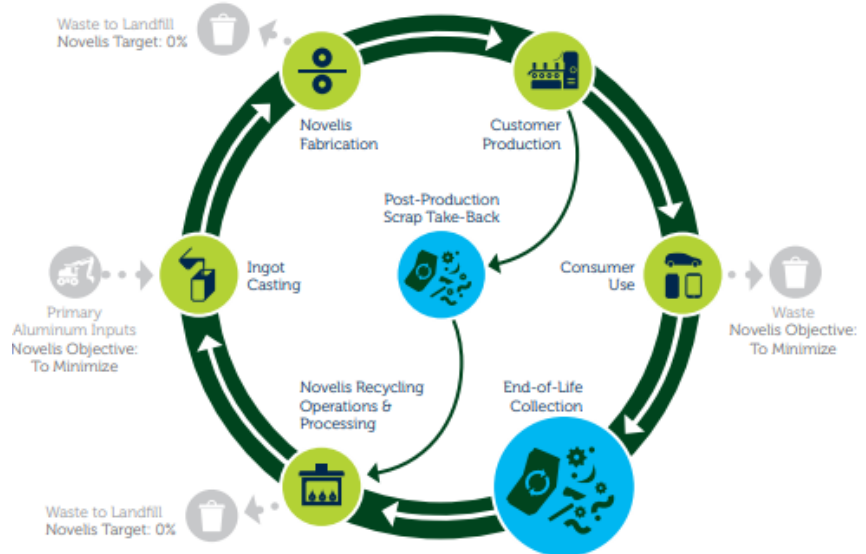 Waste to Landfill
Novelis Target: 0%
Novelis
Fabrication
Customer
Production
Post-Production
Scrap Take-Back
Primary
Aluminum Inputs
Novelis Objective:
To Minimize
Ingot
Casting
Consumer
Use
Waste
Novelis Objective:
To Minimize
Novelis Recycling
Operations &
Processing
End-of-Life
Collection
Waste to Landfill
Novelis Target: 0%